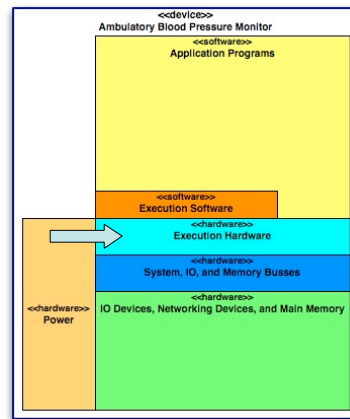 <<device>>
Ambulatory Blood Pressure Monitor
<<software>>
Application Programs
<<software>>
Execution Software
<<hardware>>
Execution Hardware
System, IO, and Memory Busses
<<hardware>>
Power
<<hardware>>
IO Devices, Networking Devices, and Main Memory